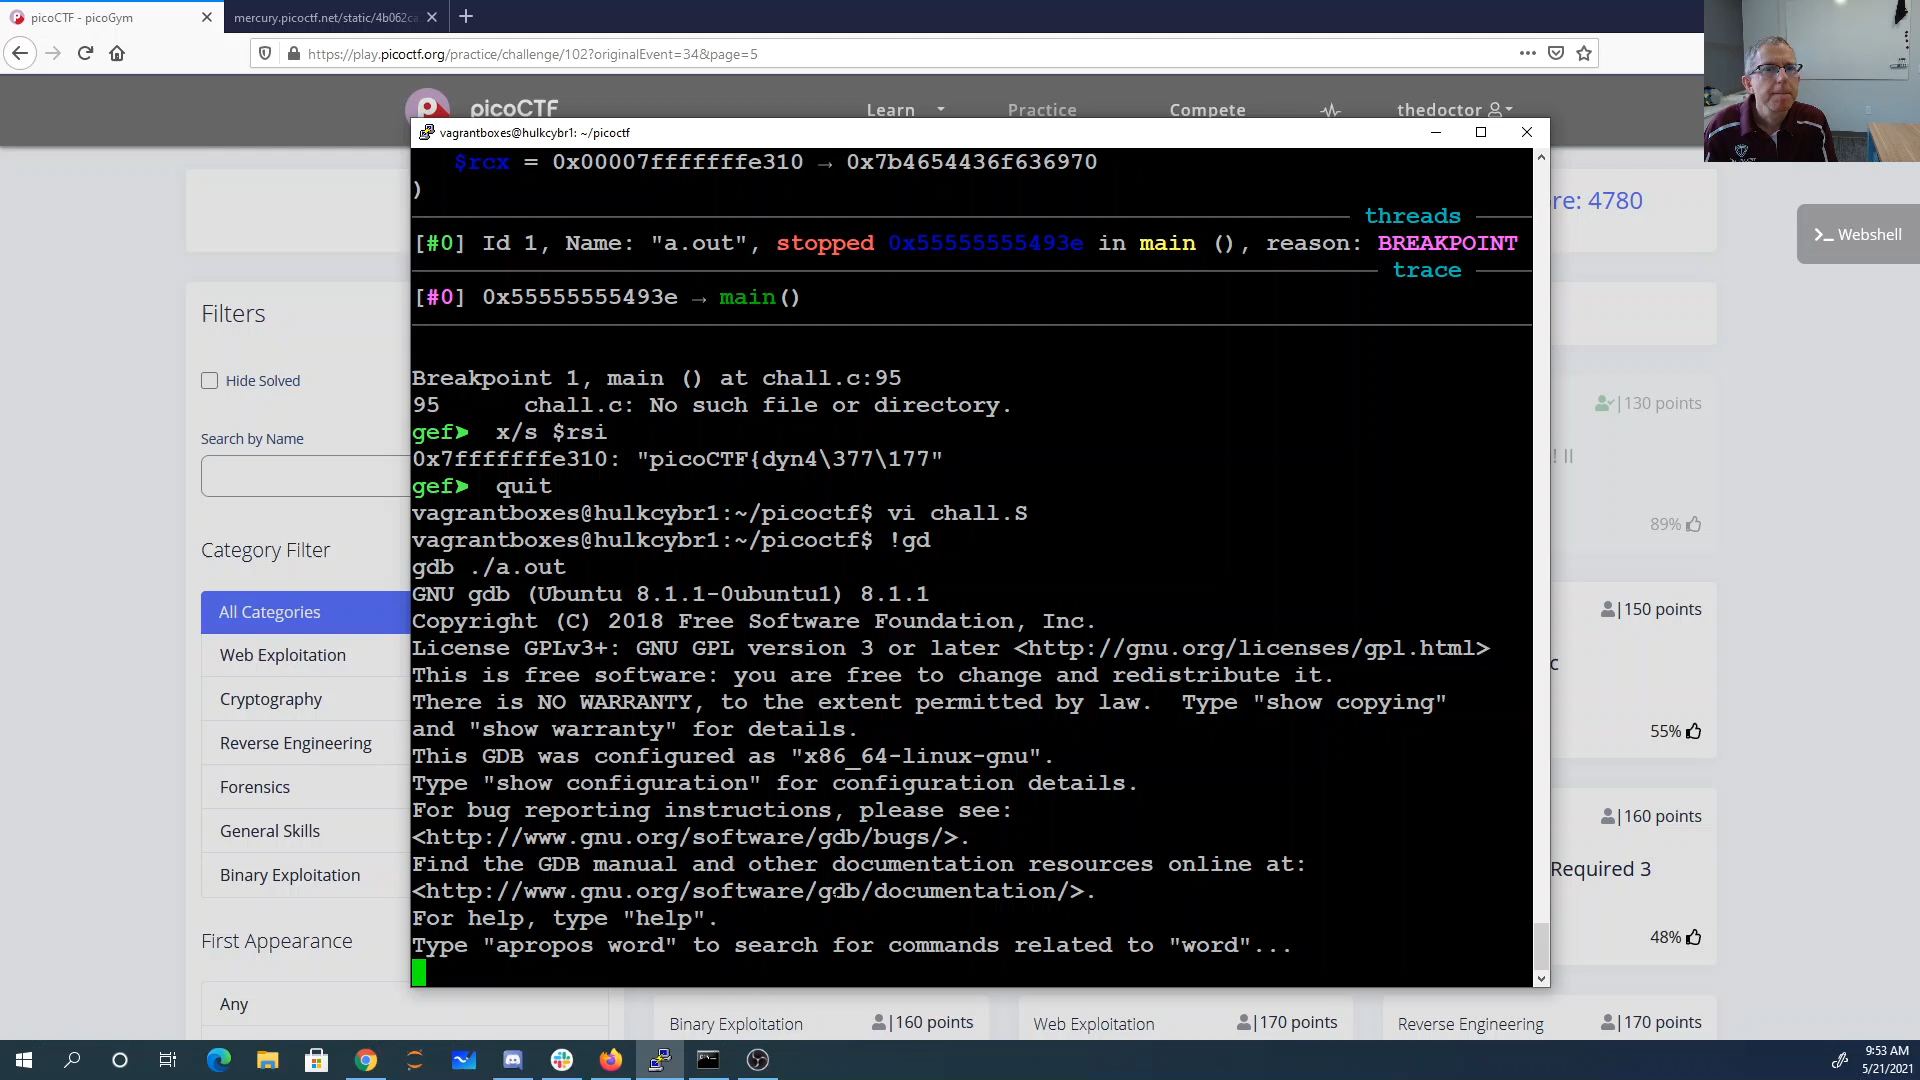 picoCTF - picoGym
mercury.picoctf.net/static/4b062ca
https://play.picoctf.org/practice/challenge/102?originalEvent=34&page=5
picoCTF
Learn
Practice
Compete
thedoctor
vagrantboxes@hulkcybr1: ~/picoctf
$rcx = 0x00007fffffffe310 → 0x7b4654436f636970
)
threads
[#0] Id 1, Name: "a.out", stopped 0x55555555493e in main (), reason: BREAKPOINT
trace
[#0] 0x55555555493e → main()
Breakpoint 1, main () at chall.c:95
95 chall.c: No such file or directory.
gef➤ x/s $rsi
0x7fffffffe310: "picoCTF{dyn4\377\177"
gef➤ quit
vagrantboxes@hulkcybr1:~/picoctf$ vi chall.S
vagrantboxes@hulkcybr1:~/picoctf$ !gd
gdb ./a.out
GNU gdb (Ubuntu 8.1.1-0ubuntu1) 8.1.1
Copyright (C) 2018 Free Software Foundation, Inc.
License GPLv3+: GNU GPL version 3 or later <http://gnu.org/licenses/gpl.html>
This is free software: you are free to change and redistribute it.
There is NO WARRANTY, to the extent permitted by law.  Type "show copying"
and "show warranty" for details.
This GDB was configured as "x86_64-linux-gnu".
Type "show configuration" for configuration details.
For bug reporting instructions, please see:
<http://www.gnu.org/software/gdb/bugs/>.
Find the GDB manual and other documentation resources online at:
<http://www.gnu.org/software/gdb/documentation/>.
For help, type "help".
Type "apropos word" to search for commands related to "word"...
re: 4780
Webshell
Filters
Hide Solved
Search by Name
Category Filter
All Categories
Web Exploitation
Cryptography
Reverse Engineering
Forensics
General Skills
Binary Exploitation
First Appearance
Any
|130 points
! ||
89%
|150 points
c
55%
|160 points
Required 3
48%
Binary Exploitation
|160 points
Web Exploitation
|170 points
Reverse Engineering
|170 points
9:53 AM
5/21/2021